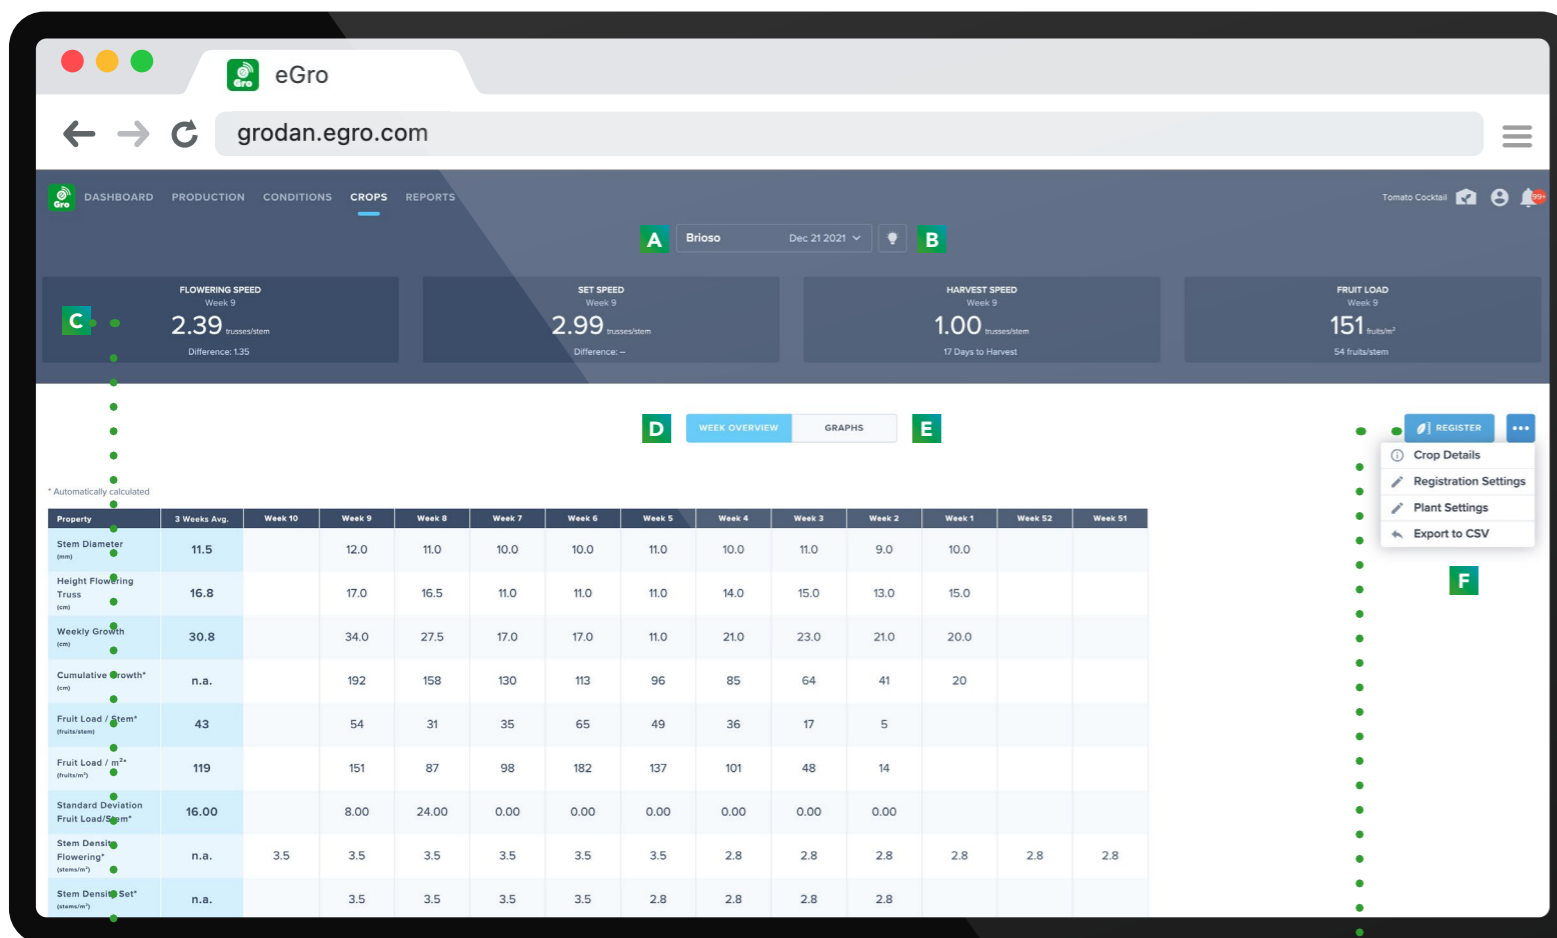 Gro
eGro
grodan.egro.com
Gro
DASHBOARD PRODUCTION CONDITIONS CROPS REPORTS
Tomato Cocktail 99+
A Brioso Dec 21 2021 B
FLOWERING SPEED
Week 9
2.39 trusses/stem
Difference: 1.35
SET SPEED
Week 9
2.99 trusses/stem
Difference: –
HARVEST SPEED
Week 9
1.00 trusses/stem
17 Days to Harvest
FRUIT LOAD
Week 9
151 fruits/m²
54 fruits/stem
C
D WEEK OVERVIEW GRAPHS E
REGISTER
Crop Details
Registration Settings
Plant Settings
Export to CSV
F
* Automatically calculated
Property 3 Weeks Avg. Week 10 Week 9 Week 8 Week 7 Week 6 Week 5 Week 4 Week 3 Week 2 Week 1 Week 52 Week 51
Stem Diameter
(mm)
11.5 12.0 11.0 10.0 10.0 11.0 10.0 11.0 9.0 10.0
Height Flowering
Truss
(cm)
16.8 17.0 16.5 11.0 11.0 11.0 14.0 15.0 13.0 15.0
Weekly Growth
(cm)
30.8 34.0 27.5 17.0 17.0 11.0 21.0 23.0 21.0 20.0
Cumulative Growth*
(cm)
n.a. 192 158 130 113 96 85 64 41 20
Fruit Load / Stem*
(fruits/stem)
43 54 31 35 65 49 36 17 5
Fruit Load / m²*
(fruits/m²)
119 151 87 98 182 137 101 48 14
Standard Deviation
Fruit Load/Stem*
16.00 8.00 24.00 0.00 0.00 0.00 0.00 0.00 0.00
Stem Density
Flowering*
(stems/m²)
n.a. 3.5 3.5 3.5 3.5 3.5 3.5 2.8 2.8 2.8 2.8 2.8 2.8
Stem Density Set*
(stems/m²)
n.a. 3.5 3.5 3.5 3.5 2.8 2.8 2.8 2.8